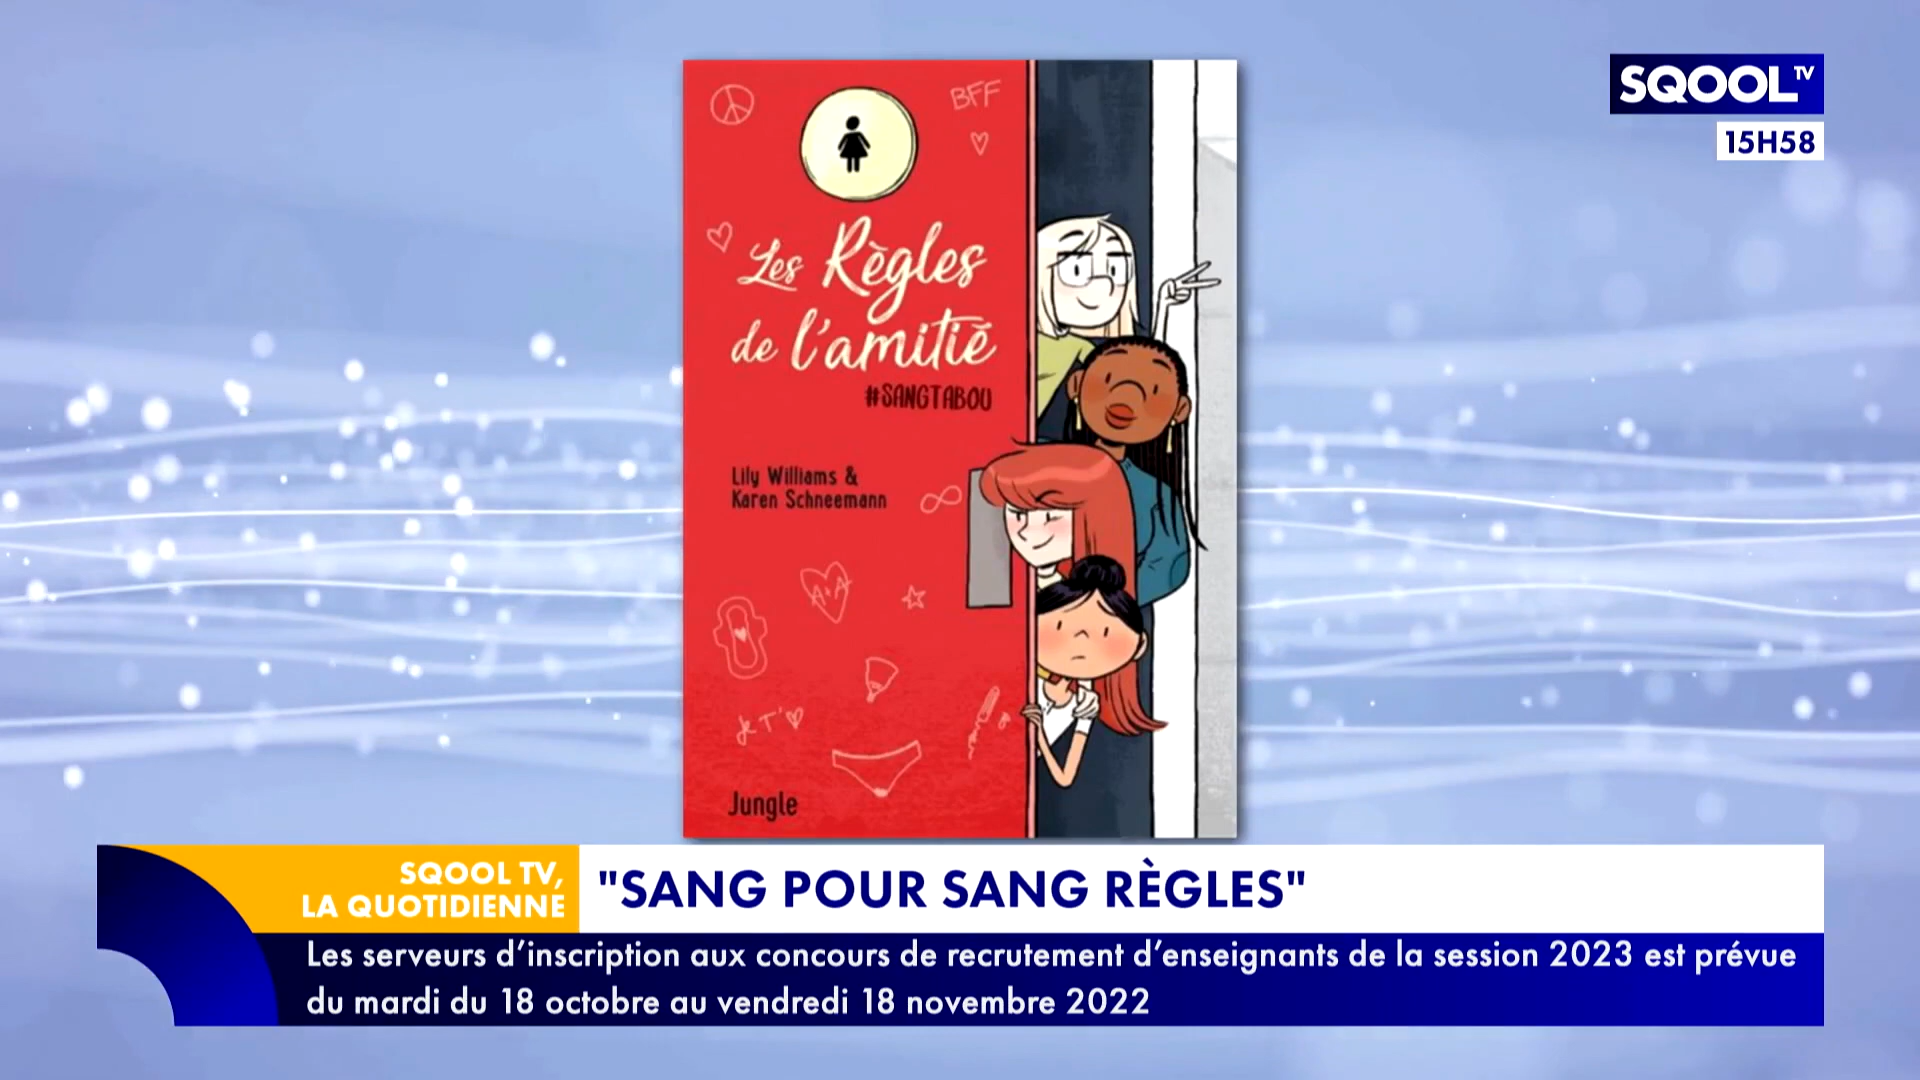 SQOOL TV
15H58
BFF
Les Règles
de l'amitié
#SANGTABOU
Lily Williams &
Karen Schneemann
A+A
Je T'
Jungle
SQOOL TV,
LA QUOTIDIENNE
"SANG POUR SANG RÈGLES"
Les serveurs d'inscription aux concours de recrutement d'enseignants de la session 2023 est prévue
du mardi du 18 octobre au vendredi 18 novembre 2022